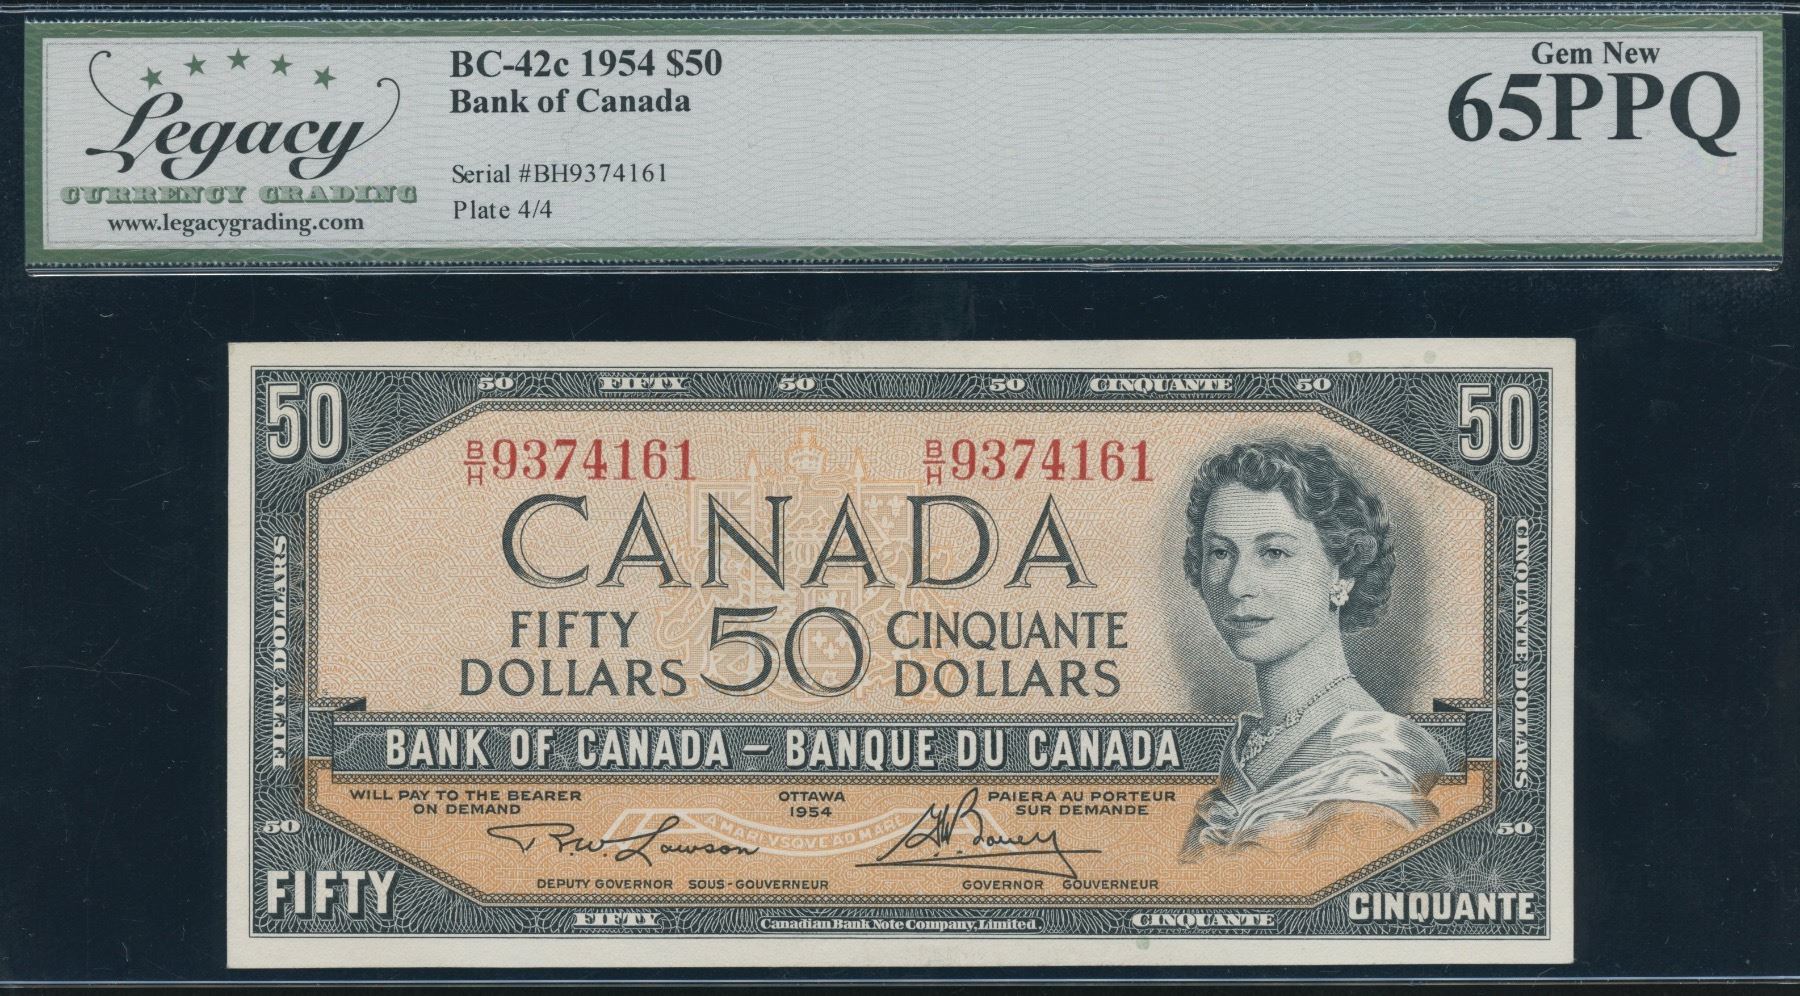 Legacy
CURRENCY GRADING
www.legacygrading.com
BC-42c 1954 $50
Bank of Canada
Serial #BH9374161
Plate 4/4
Gem New
65PPQ
50 FIFTY 50 50 CINQUANTE 50
50 50
B/H 9374161 B/H 9374161
CANADA
FIFTY DOLLARS
50
CINQUANTE DOLLARS
FIFTY DOLLARS
CINQUANTE DOLLARS
BANK OF CANADA – BANQUE DU CANADA
WILL PAY TO THE BEARER
ON DEMAND
OTTAWA
1954
PAIERA AU PORTEUR
SUR DEMANDE
A MARI VSQVE AD MARE
50 50
R.W. Lawson
G.K. Bouey
DEPUTY GOVERNOR SOUS-GOUVERNEUR
GOVERNOR GOUVERNEUR
FIFTY
CINQUANTE
FIFTY
Canadian Bank Note Company, Limited.
CINQUANTE